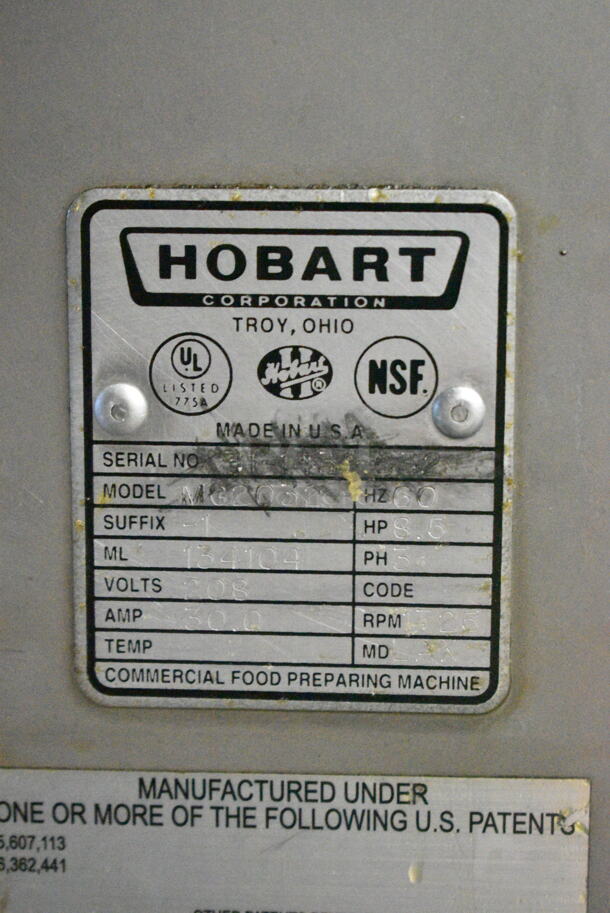 HOBART
CORPORATION
TROY, OHIO
UL
LISTED
775A
Hobart
®
NSF.
MADE IN U.S.A
SERIAL NO
MODEL HZ 60
SUFFIX -1 HP 8.5
ML 134104 PH 3
VOLTS 208 CODE
AMP 30.0 RPM
TEMP MD
COMMERCIAL FOOD PREPARING MACHINE
MANUFACTURED UNDER
ONE OR MORE OF THE FOLLOWING U.S. PATENTS
5,607,113
6,362,441